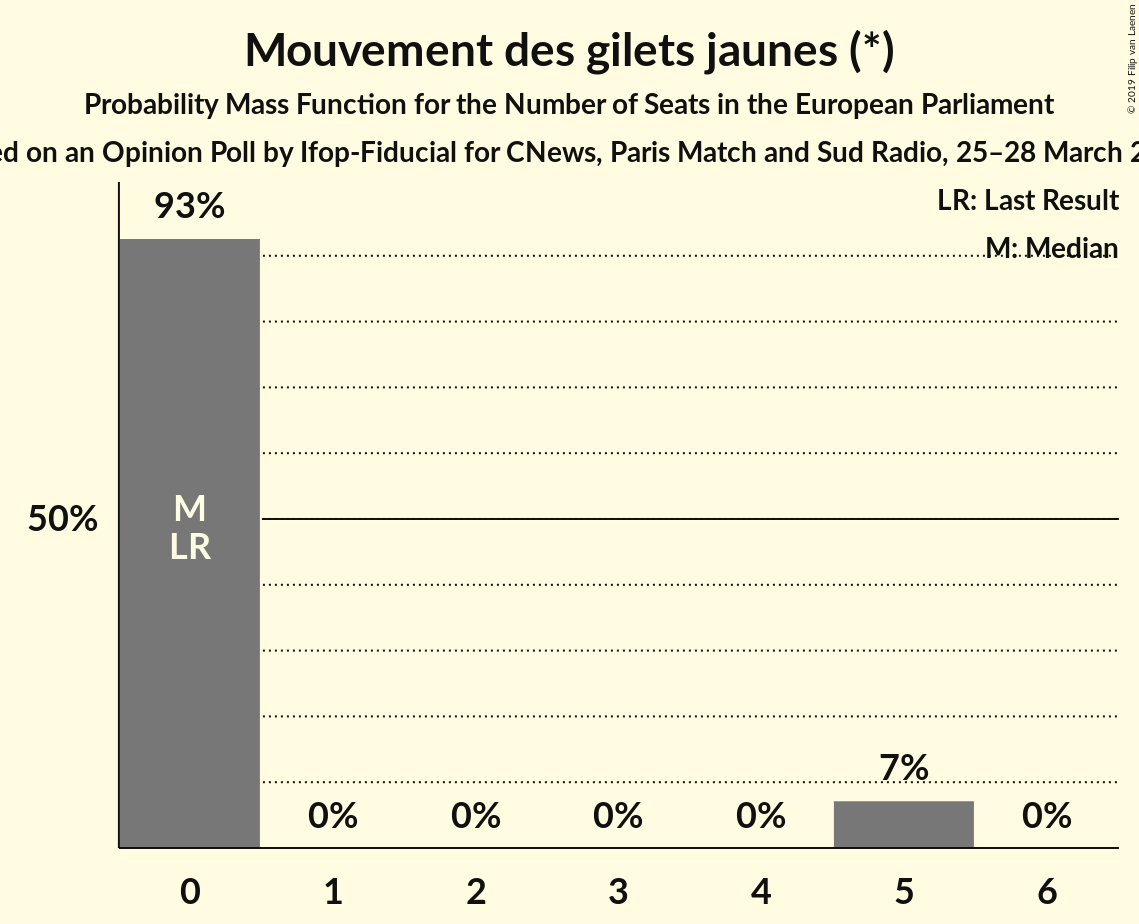 Mouvement des gilets jaunes (*)
Probability Mass Function for the Number of Seats in the European Parliament
on an Opinion Poll by Ifop-Fiducial for CNews, Paris Match and Sud Radio, 25–28 March
© 2019 Filip van Laenen
LR: Last Result
M: Median
93%
50%
M
LR
7%
0% 0% 0% 0% 0%
0 1 2 3 4 5 6